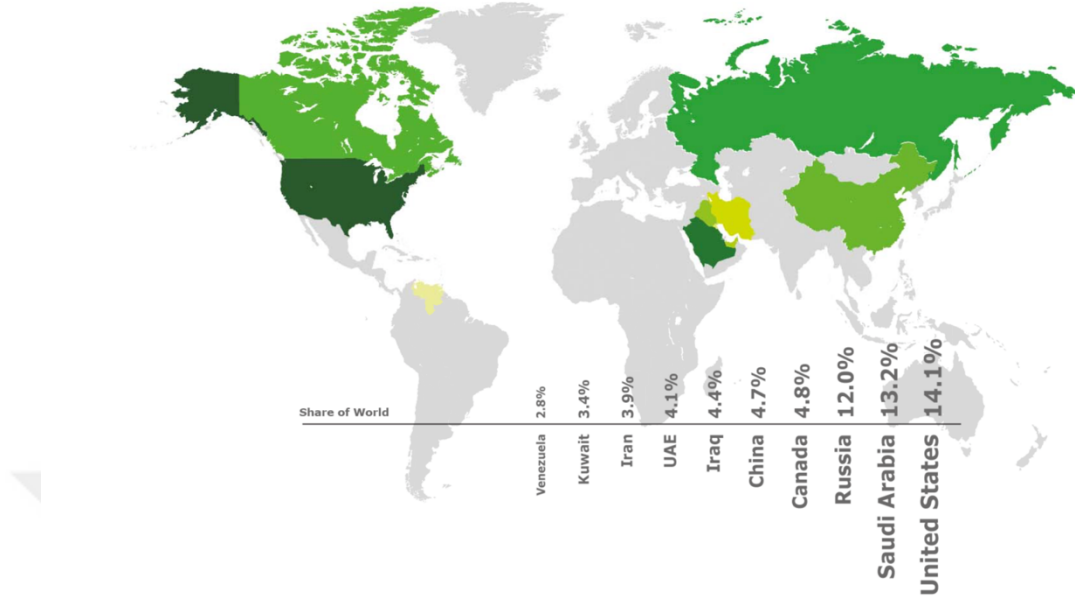 Share of World
2.8%
3.4%
3.9%
4.1%
4.4%
4.7%
4.8%
12.0%
13.2%
14.1%
Venezuela
Kuwait
Iran
UAE
Iraq
China
Canada
Russia
Saudi Arabia
United States